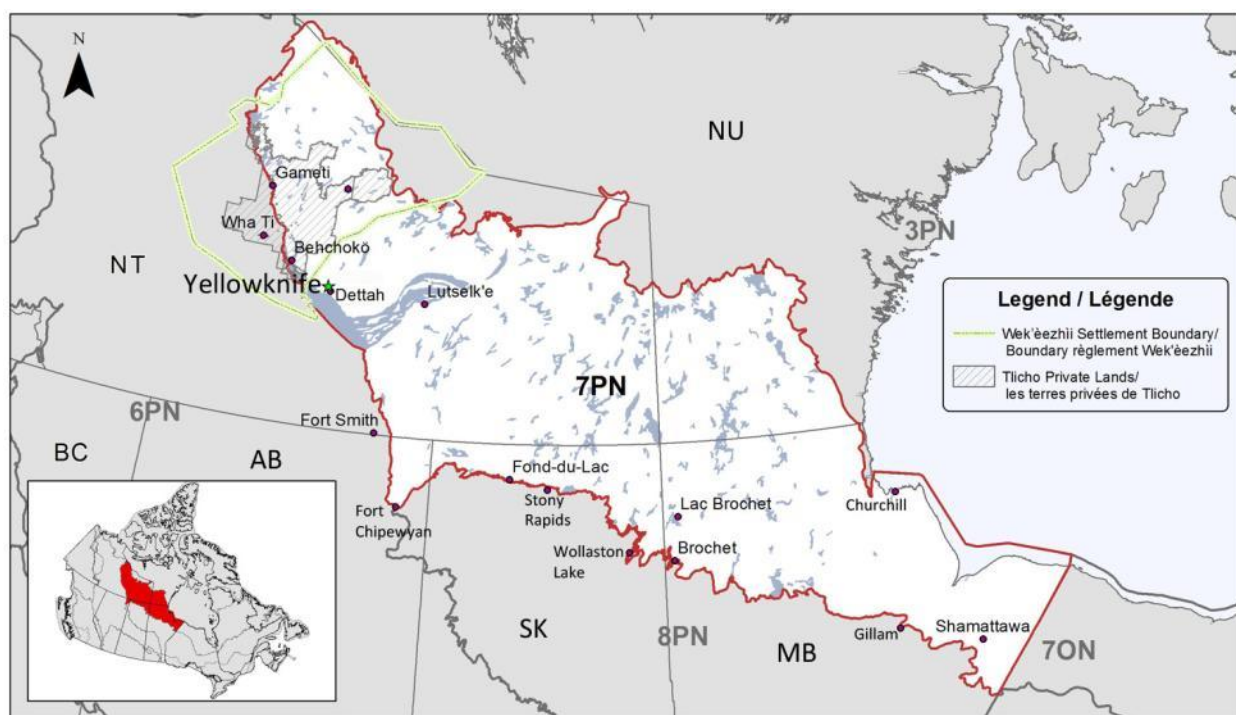 N
NU
3PN
Gameti
Wha Ti
Behchokö
NT
Yellowknife
Dettah
Lutselk'e
Legend / Légende
Wek'èezhìi Settlement Boundary/
Boundary règlement Wek'èezhìi
Tlicho Private Lands/
les terres privées de Tlicho
7PN
6PN
Fort Smith
BC
AB
Fond-du-Lac
Stony
Rapids
Fort
Chipewyan
Lac Brochet
Churchill
Wollaston
Lake
Brochet
SK
8PN
MB
Gillam
Shamattawa
7ON